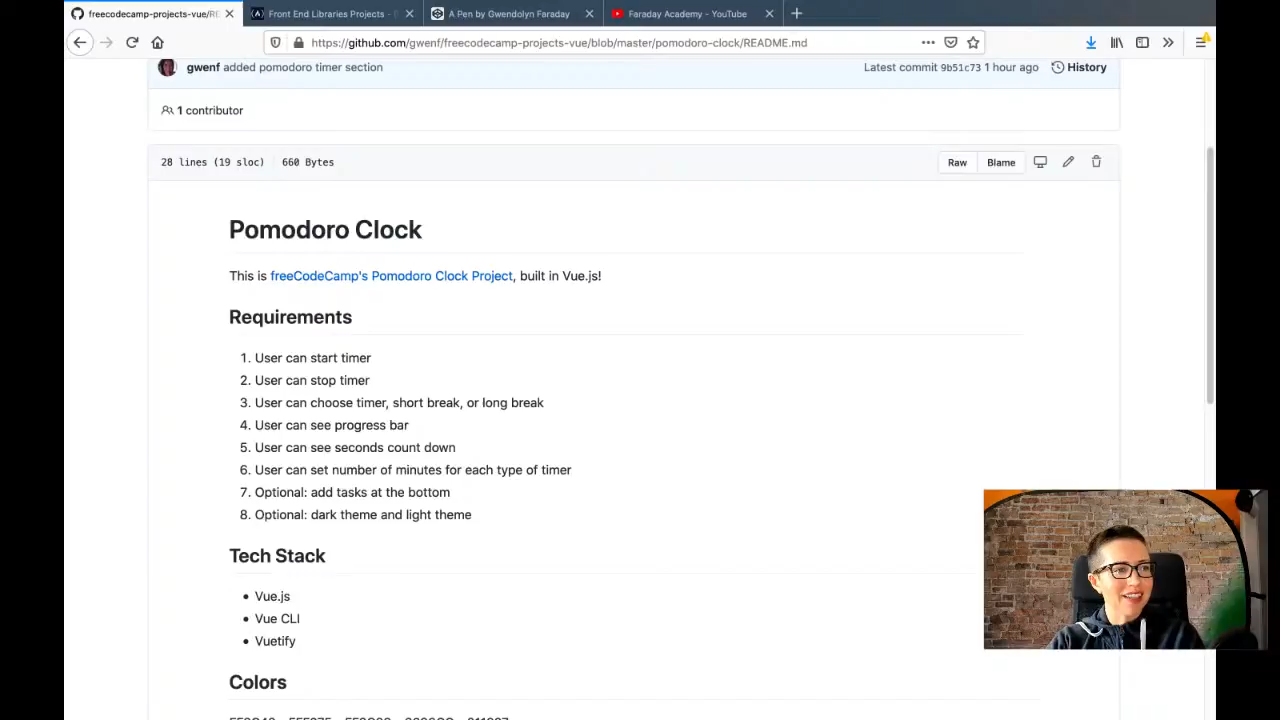 freecodecamp-projects-vue/RE
Front End Libraries Projects -
A Pen by Gwendolyn Faraday
Faraday Academy - YouTube
https://github.com/gwenf/freecodecamp-projects-vue/blob/master/pomodoro-clock/README.md
gwenf added pomodoro timer section
Latest commit 9b51c73 1 hour ago
History
1 contributor
28 lines (19 sloc) 660 Bytes
Raw
Blame
Pomodoro Clock
This is freeCodeCamp's Pomodoro Clock Project, built in Vue.js!
Requirements
1. User can start timer
2. User can stop timer
3. User can choose timer, short break, or long break
4. User can see progress bar
5. User can see seconds count down
6. User can set number of minutes for each type of timer
7. Optional: add tasks at the bottom
8. Optional: dark theme and light theme
Tech Stack
• Vue.js
• Vue CLI
• Vuetify
Colors